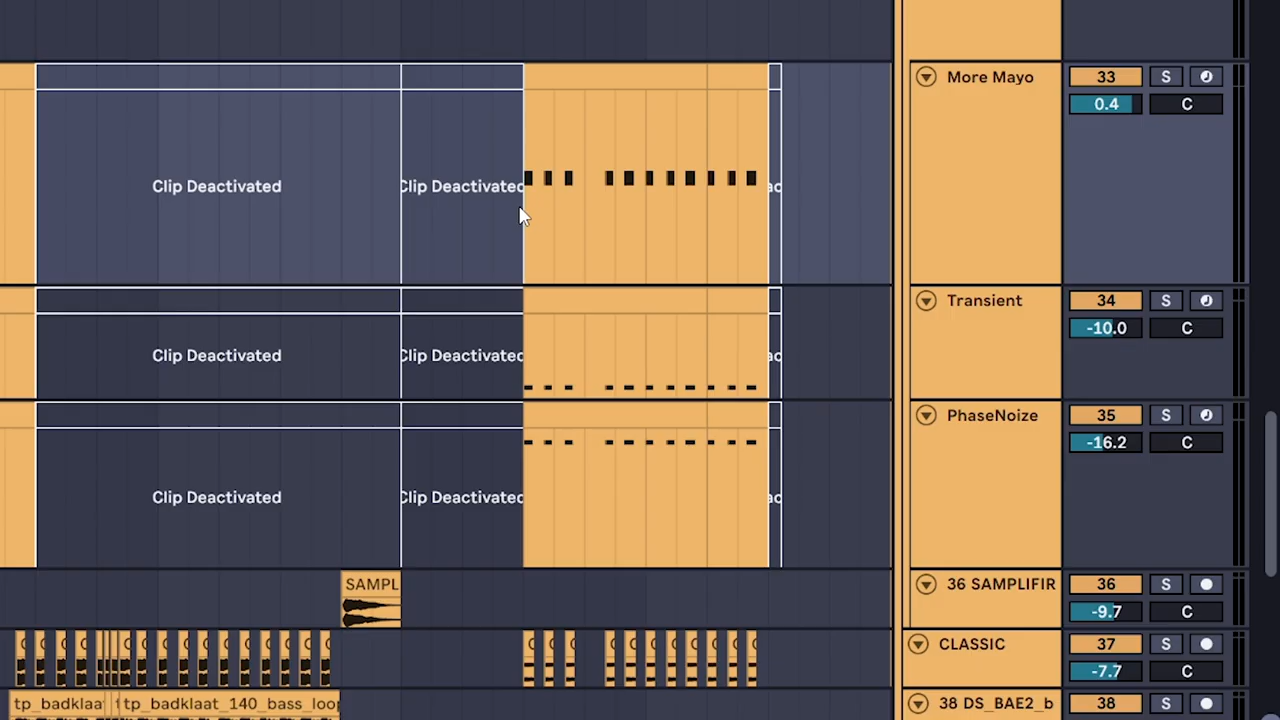 More Mayo
33
S
0.4
C
Clip Deactivated
Clip Deactivated
Transient
34
S
-10.0
C
Clip Deactivated
Clip Deactivated
PhaseNoize
35
S
-16.2
C
Clip Deactivated
Clip Deactivated
SAMPL
36 SAMPLIFIR
36
S
-9.7
C
CLASSIC
37
S
-7.7
C
tp_badklaa
tp_badklaat_140_bass_loop
38 DS_BAE2_b
38
S